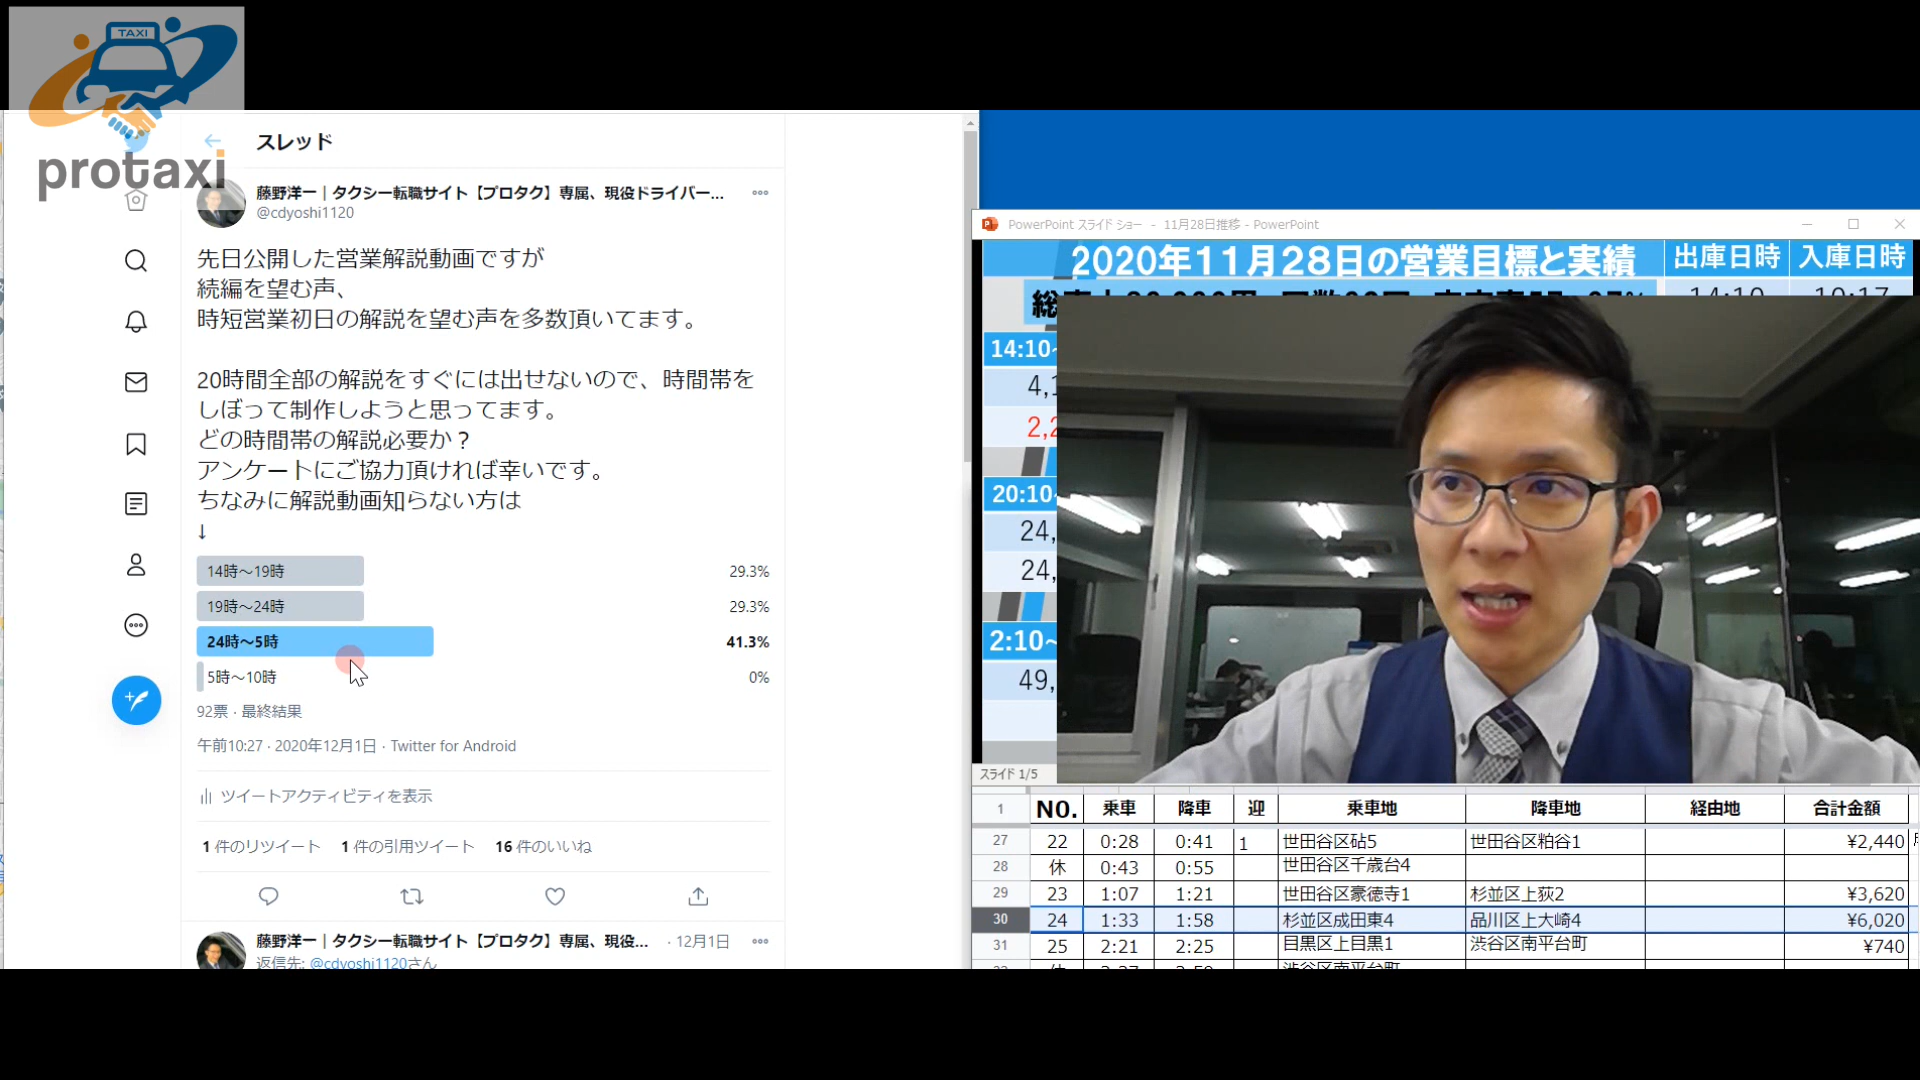 TAXI
protaxi
スレッド
藤野洋一｜タクシー転職サイト【プロタク】専属、現役ドライバー...
@cdyoshi1120
先日公開した営業解説動画ですが
続編を望む声、
時短営業初日の解説を望む声を多数頂いてます。
20時間全部の解説をすぐには出せないので、時間帯を
しぼって制作しようと思ってます。
どの時間帯の解説必要か？
アンケートにご協力頂ければ幸いです。
ちなみに解説動画知らない方は
↓
14時～19時 29.3%
19時～24時 29.3%
24時～5時 41.3%
5時～10時 0%
92票 · 最終結果
午前10:27 · 2020年12月1日 · Twitter for Android
ツイートアクティビティを表示
1 件のリツイート 1 件の引用ツイート 16 件のいいね
藤野洋一｜タクシー転職サイト【プロタク】専属、現役... · 12月1日
返信先: @cdyoshi1120さん
PowerPoint スライド ショー - 11月28日推移 - PowerPoint
2020年11月28日の営業目標と実績 出庫日時 入庫日時
14:10
20:10
24,
24,
2:10~
49,
スライド 1/5
1 NO. 乗車 降車 迎 乗車地 降車地 経由地 合計金額
27 22 0:28 0:41 1 世田谷区砧5 世田谷区粕谷1 ¥2,440
28 休 0:43 0:55 世田谷区千歳台4
29 23 1:07 1:21 世田谷区豪徳寺1 杉並区上荻2 ¥3,620
30 24 1:33 1:58 杉並区成田東4 品川区上大崎4 ¥6,020
31 25 2:21 2:25 目黒区上目黒1 渋谷区南平台町 ¥740